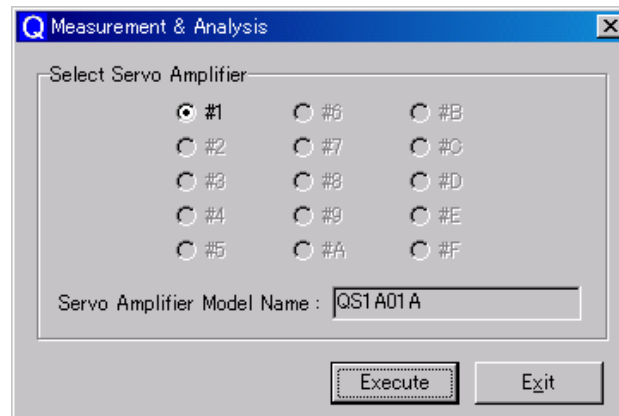 Q Measurement & Analysis
Select Servo Amplifier
#1 #6 #B
#2 #7 #C
#3 #8 #D
#4 #9 #E
#5 #A #F
Servo Amplifier Model Name : QS1A01A
Execute Exit